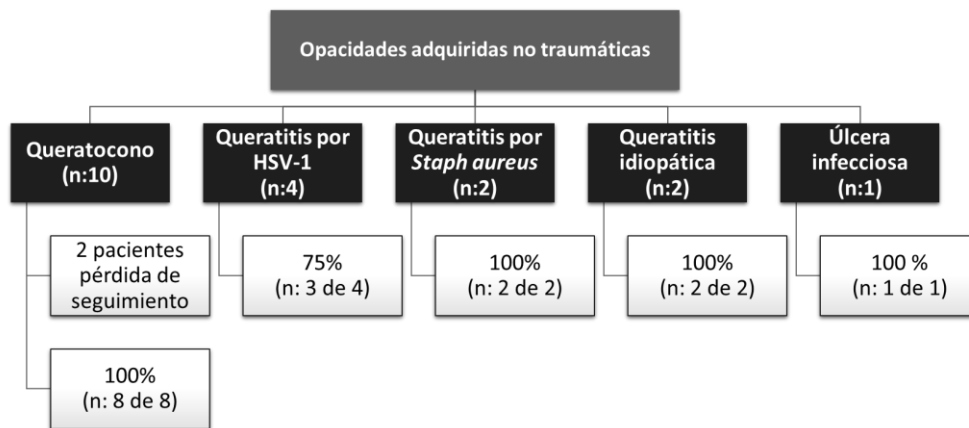 Opacidades adquiridas no traumáticas
Queratocono
(n:10)
Queratitis por
HSV-1
(n:4)
Queratitis por
Staph aureus
(n:2)
Queratitis
idiopática
(n:2)
Úlcera
infecciosa
(n:1)
2 pacientes
pérdida de
seguimiento
75%
(n: 3 de 4)
100%
(n: 2 de 2)
100%
(n: 2 de 2)
100 %
(n: 1 de 1)
100%
(n: 8 de 8)